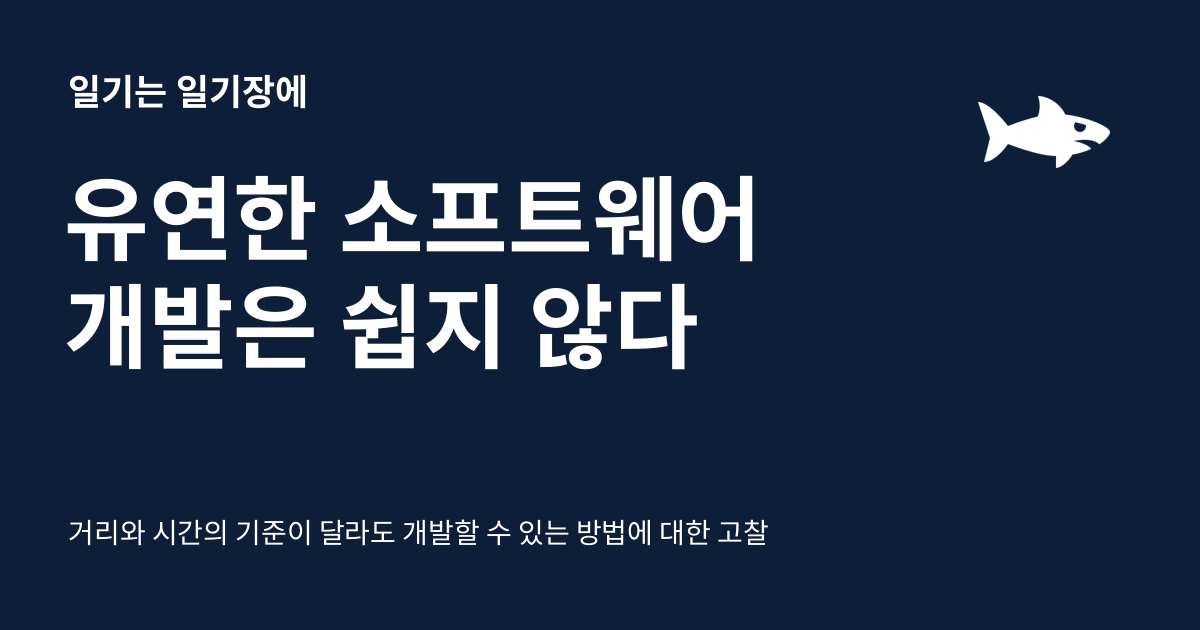 일기는 일기장에
유연한 소프트웨어
개발은 쉽지 않다
거리와 시간의 기준이 달라도 개발할 수 있는 방법에 대한 고찰